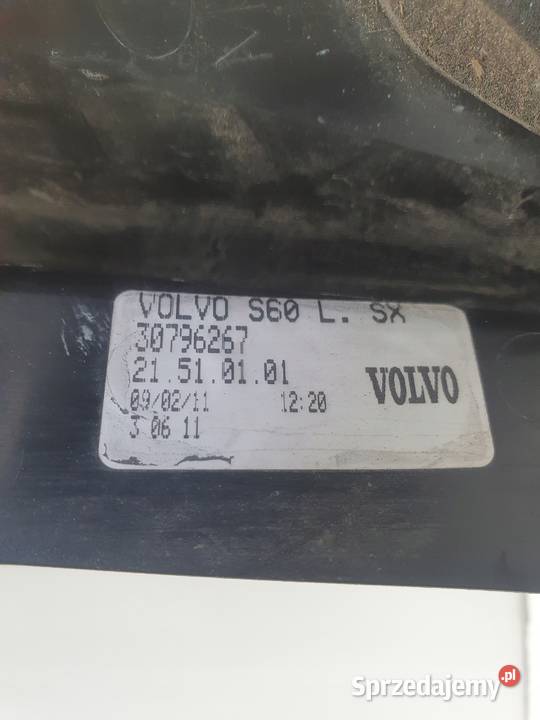 VOLVO S60 L. SX
30796267
21.51.01.01
VOLVO
09/02/11 12:20
3 06 11
Sprzedajemy.pl